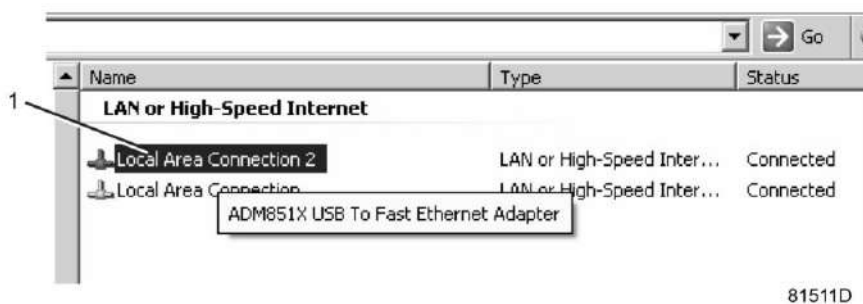 Go
Name Type Status
1
LAN or High-Speed Internet
Local Area Connection 2 LAN or High-Speed Inter... Connected
Local Area Connection LAN or High-Speed Inter... Connected
ADM851X USB To Fast Ethernet Adapter
81511D